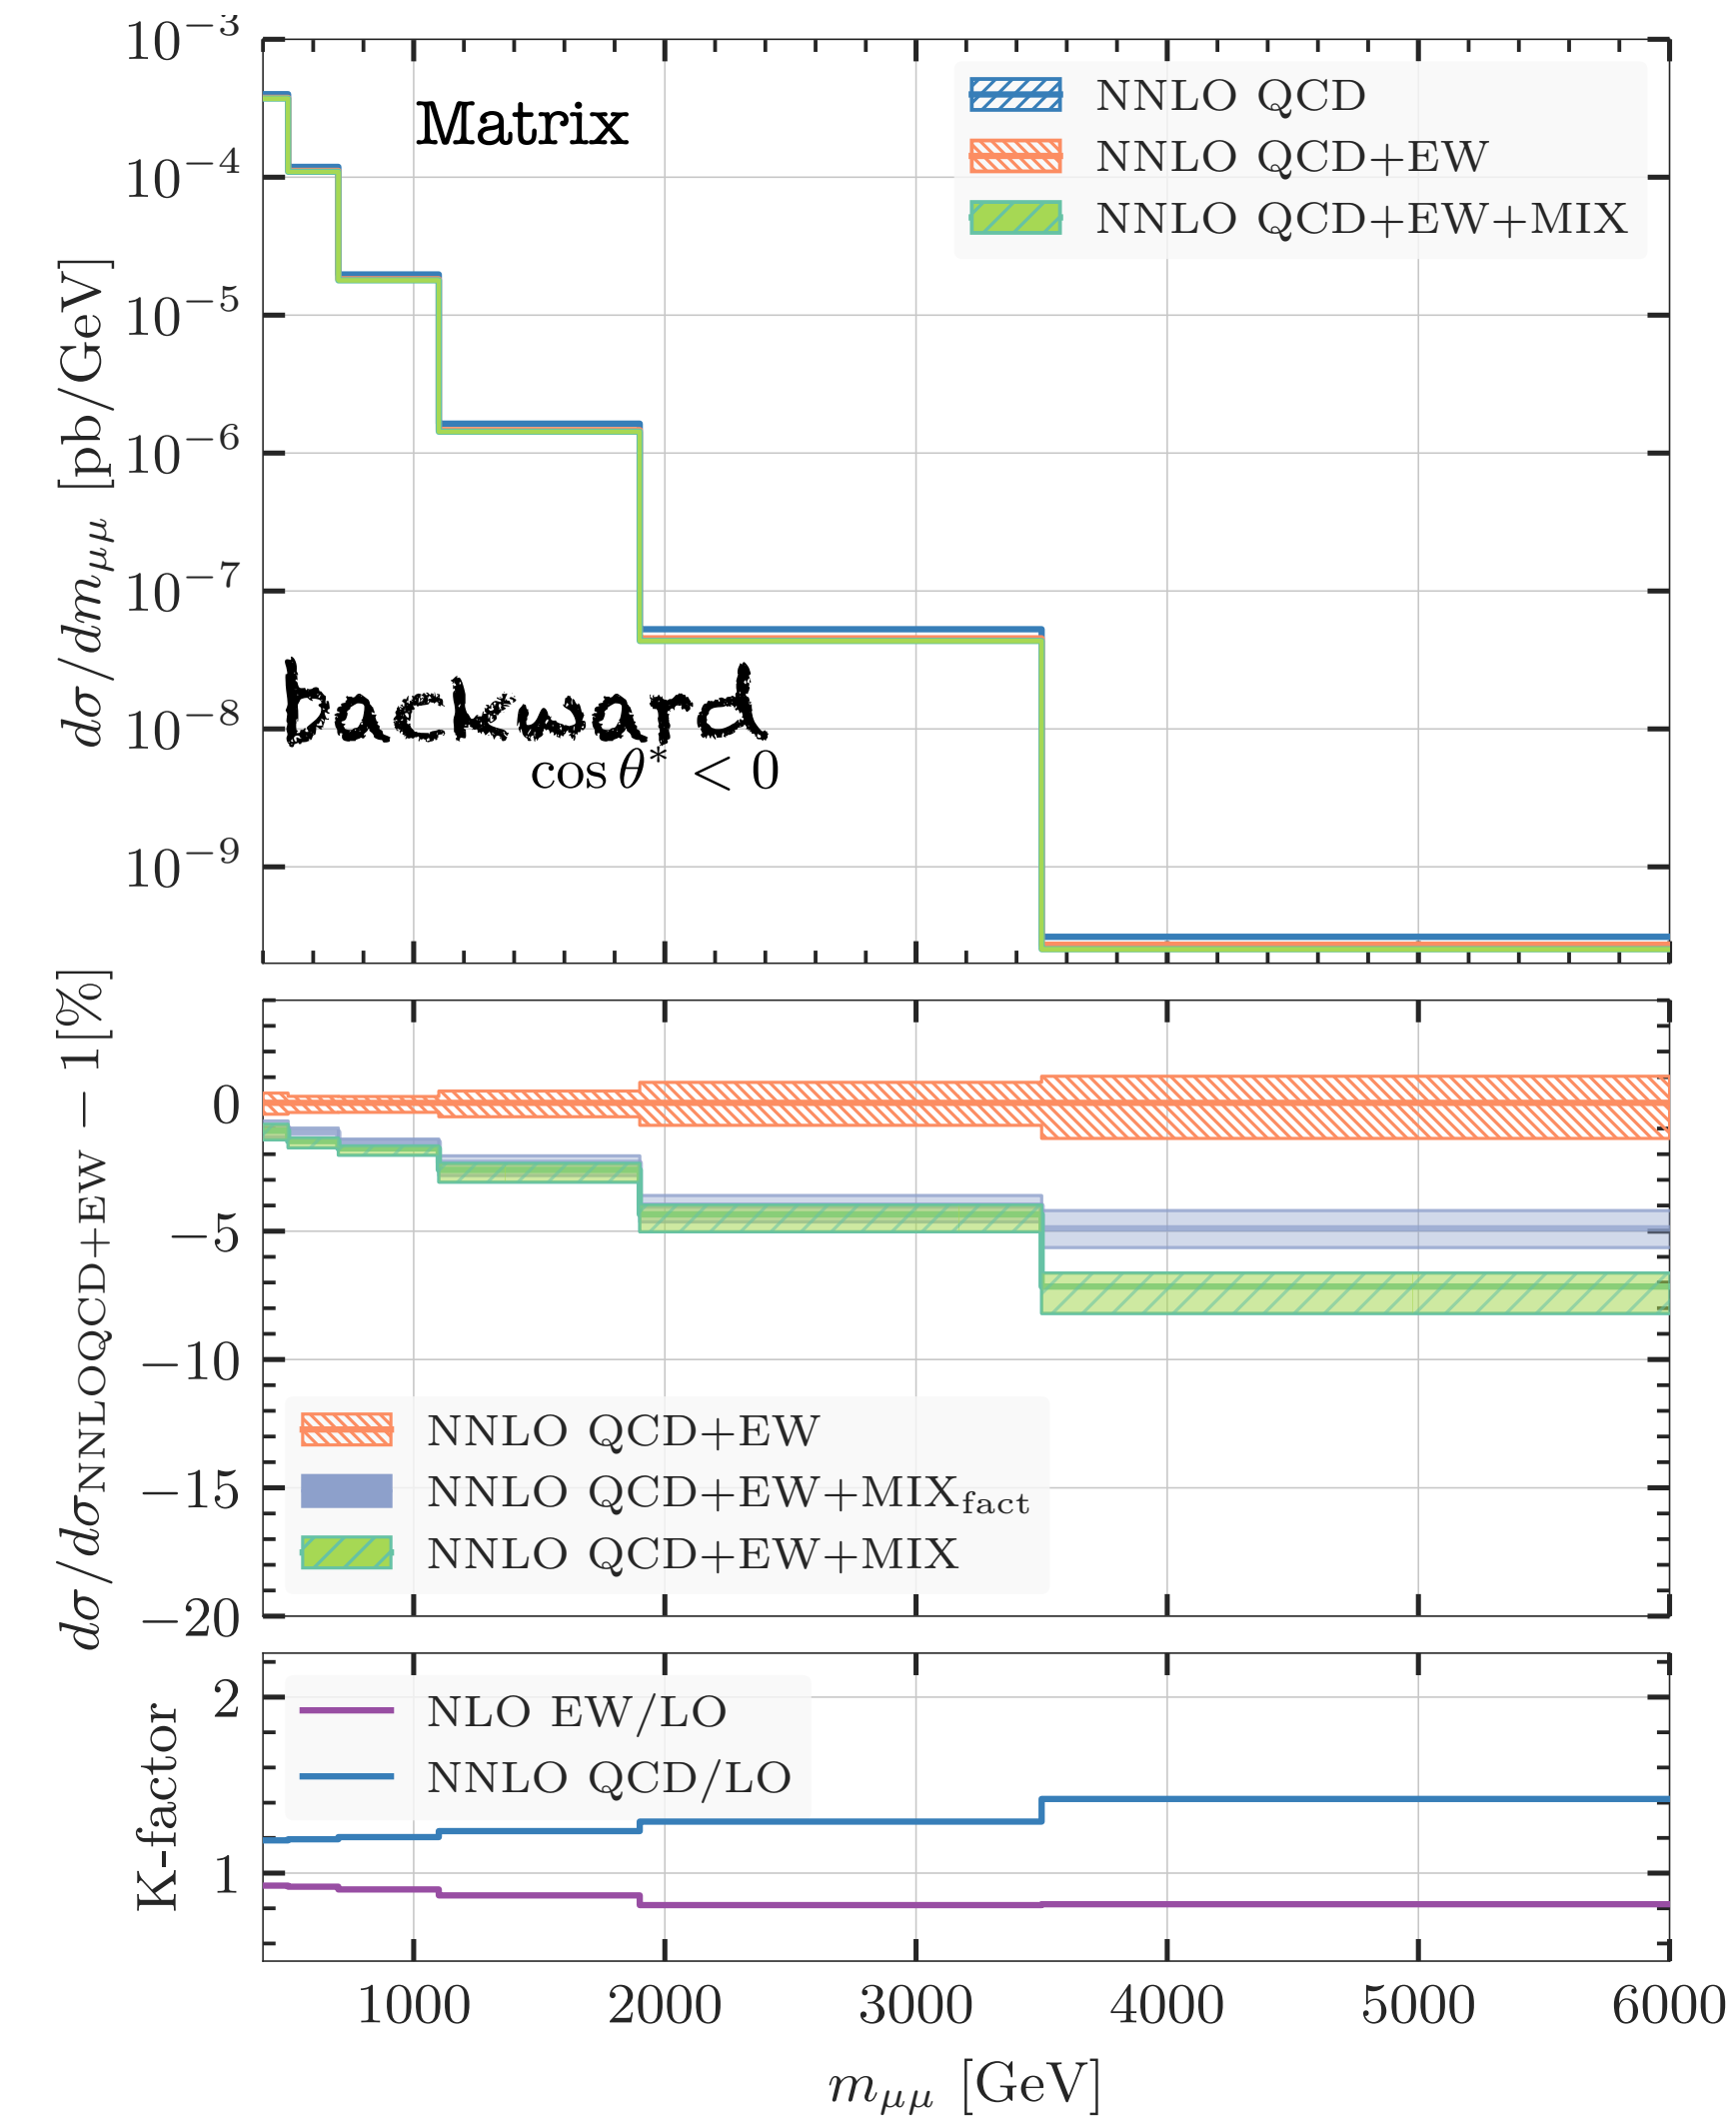 10⁻³
10⁻⁴
10⁻⁵
10⁻⁶
10⁻⁷
10⁻⁸
10⁻⁹
dσ/dm_μμ [pb/GeV]
Matrix
NNLO QCD
NNLO QCD+EW
NNLO QCD+EW+MIX
backward
cos θ* < 0
0
−5
−10
−15
−20
dσ/dσ_NNLOQCD+EW − 1[%]
NNLO QCD+EW
NNLO QCD+EW+MIX_fact
NNLO QCD+EW+MIX
2
1
K-factor
NLO EW/LO
NNLO QCD/LO
1000 2000 3000 4000 5000 6000
m_μμ [GeV]